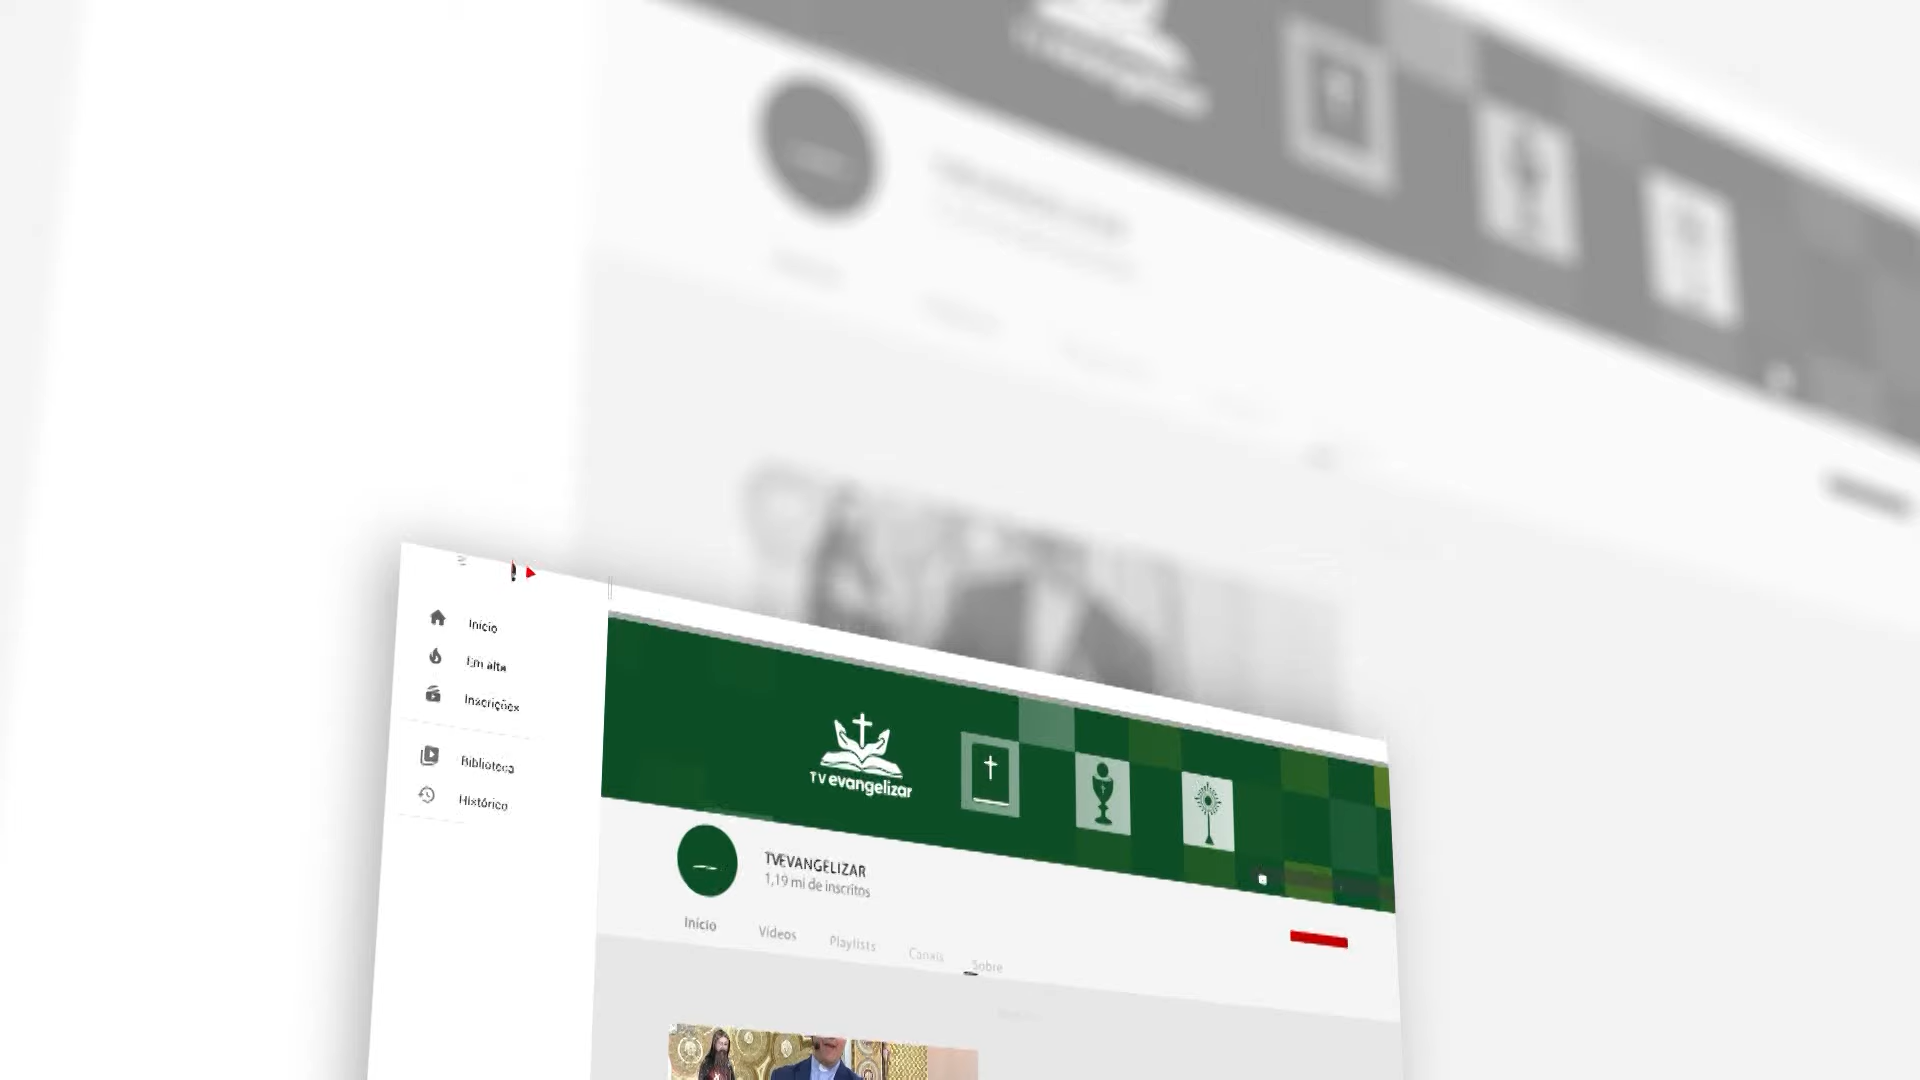 Início
Em alta
Inscrições
Biblioteca
Histórico
TV evangelizar
TVEVANGELIZAR
1,19 mi de inscritos
Início
Vídeos
Playlists
Canais
Sobre